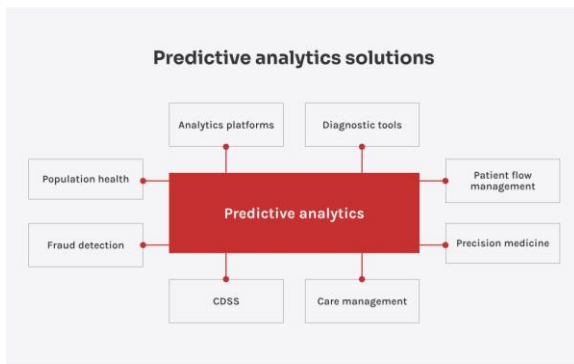 Predictive analytics solutions
Analytics platforms
Diagnostic tools
Population health
Patient flow
management
Predictive analytics
Fraud detection
Precision medicine
CDSS
Care management